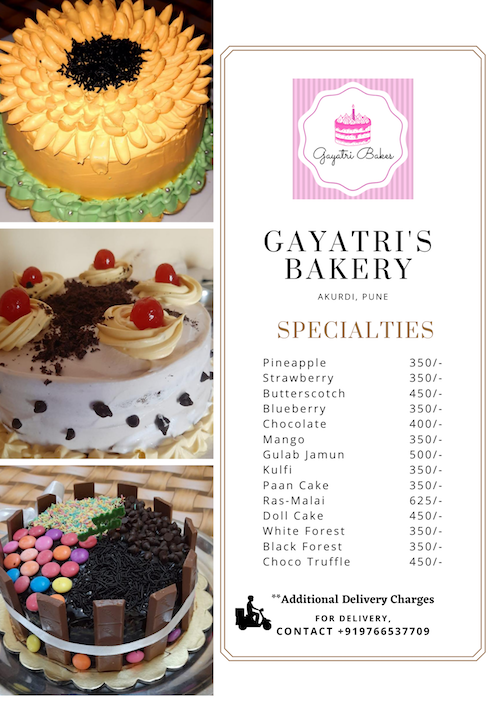 Gayatri Bakes
GAYATRI'S
BAKERY
AKURDI, PUNE
SPECIALTIES
Pineapple 350/-
Strawberry 350/-
Butterscotch 450/-
Blueberry 350/-
Chocolate 400/-
Mango 350/-
Gulab Jamun 500/-
Kulfi 350/-
Paan Cake 350/-
Ras-Malai 625/-
Doll Cake 450/-
White Forest 350/-
Black Forest 350/-
Choco Truffle 450/-
**Additional Delivery Charges
FOR DELIVERY,
CONTACT +919766537709